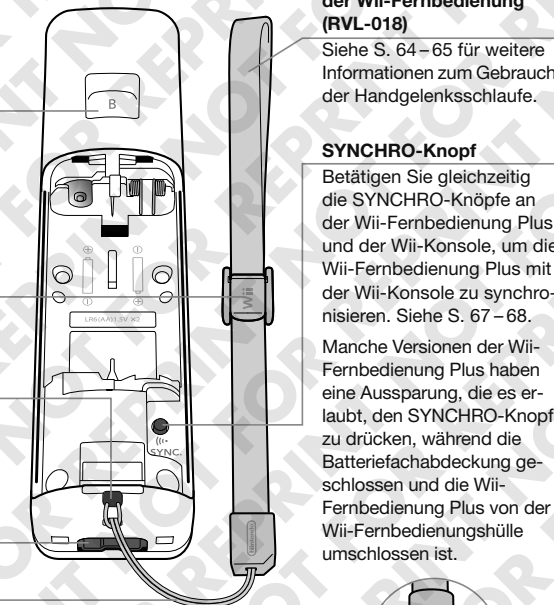 der Wii-Fernbedienung
(RVL-018)
Siehe S. 64–65 für weitere
Informationen zum Gebrauch
der Handgelenksschlaufe.
SYNCHRO-Knopf
Betätigen Sie gleichzeitig
die SYNCHRO-Knöpfe an
der Wii-Fernbedienung Plus
und der Wii-Konsole, um die
Wii-Fernbedienung Plus mit
der Wii-Konsole zu synchro-
nisieren. Siehe S. 67–68.
Manche Versionen der Wii-
Fernbedienung Plus haben
eine Aussparung, die es er-
laubt, den SYNCHRO-Knopf
zu drücken, während die
Batteriefachabdeckung ge-
schlossen und die Wii-
Fernbedienung Plus von der
Wii-Fernbedienungshülle
umschlossen ist.
B
Wii
LR6(AA)1.5V ×2
SYNC.
Nintendo
NOT FOR REPRINT